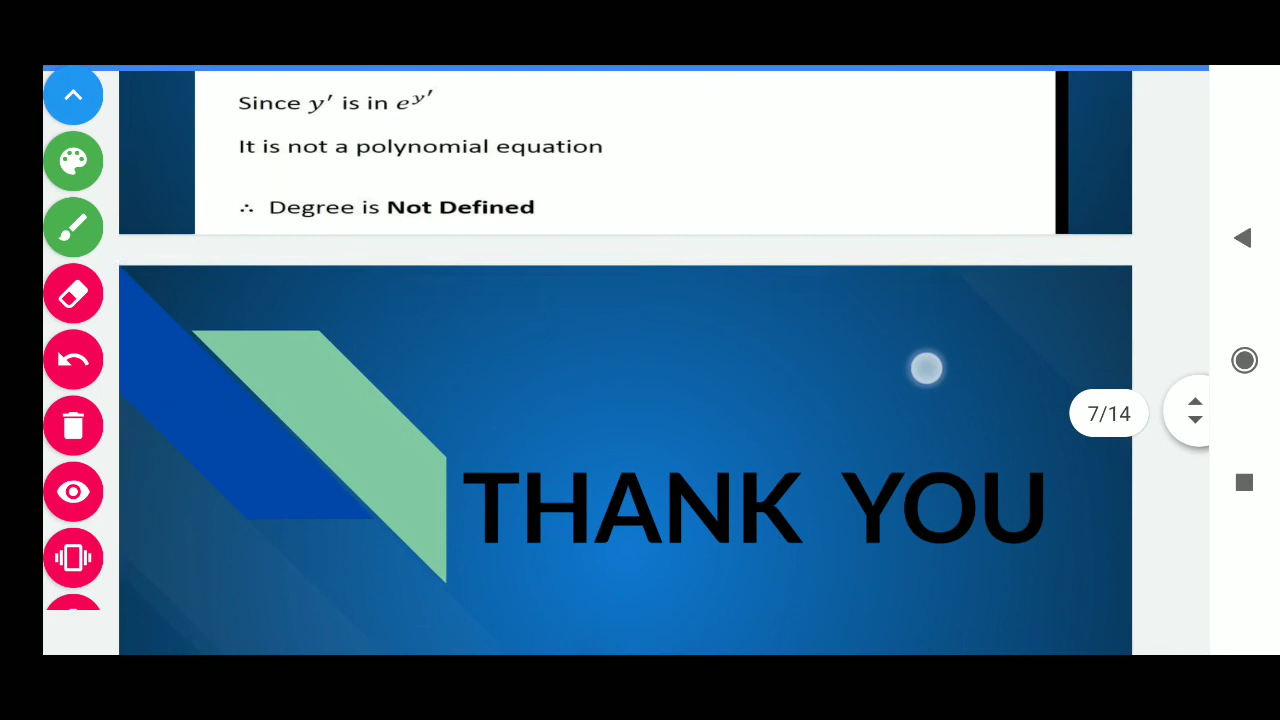 Since y′ is in e^y′
It is not a polynomial equation
∴ Degree is Not Defined
7/14
THANK YOU